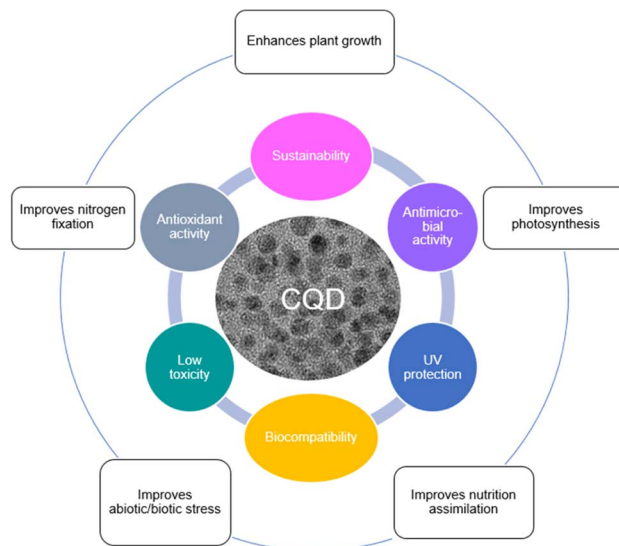 Enhances plant growth
Sustainability
Improves nitrogen
fixation
Antioxidant
activity
Antimicro-
bial
activity
Improves
photosynthesis
CQD
Low
toxicity
UV
protection
Biocompatibility
Improves
abiotic/biotic stress
Improves nutrition
assimilation